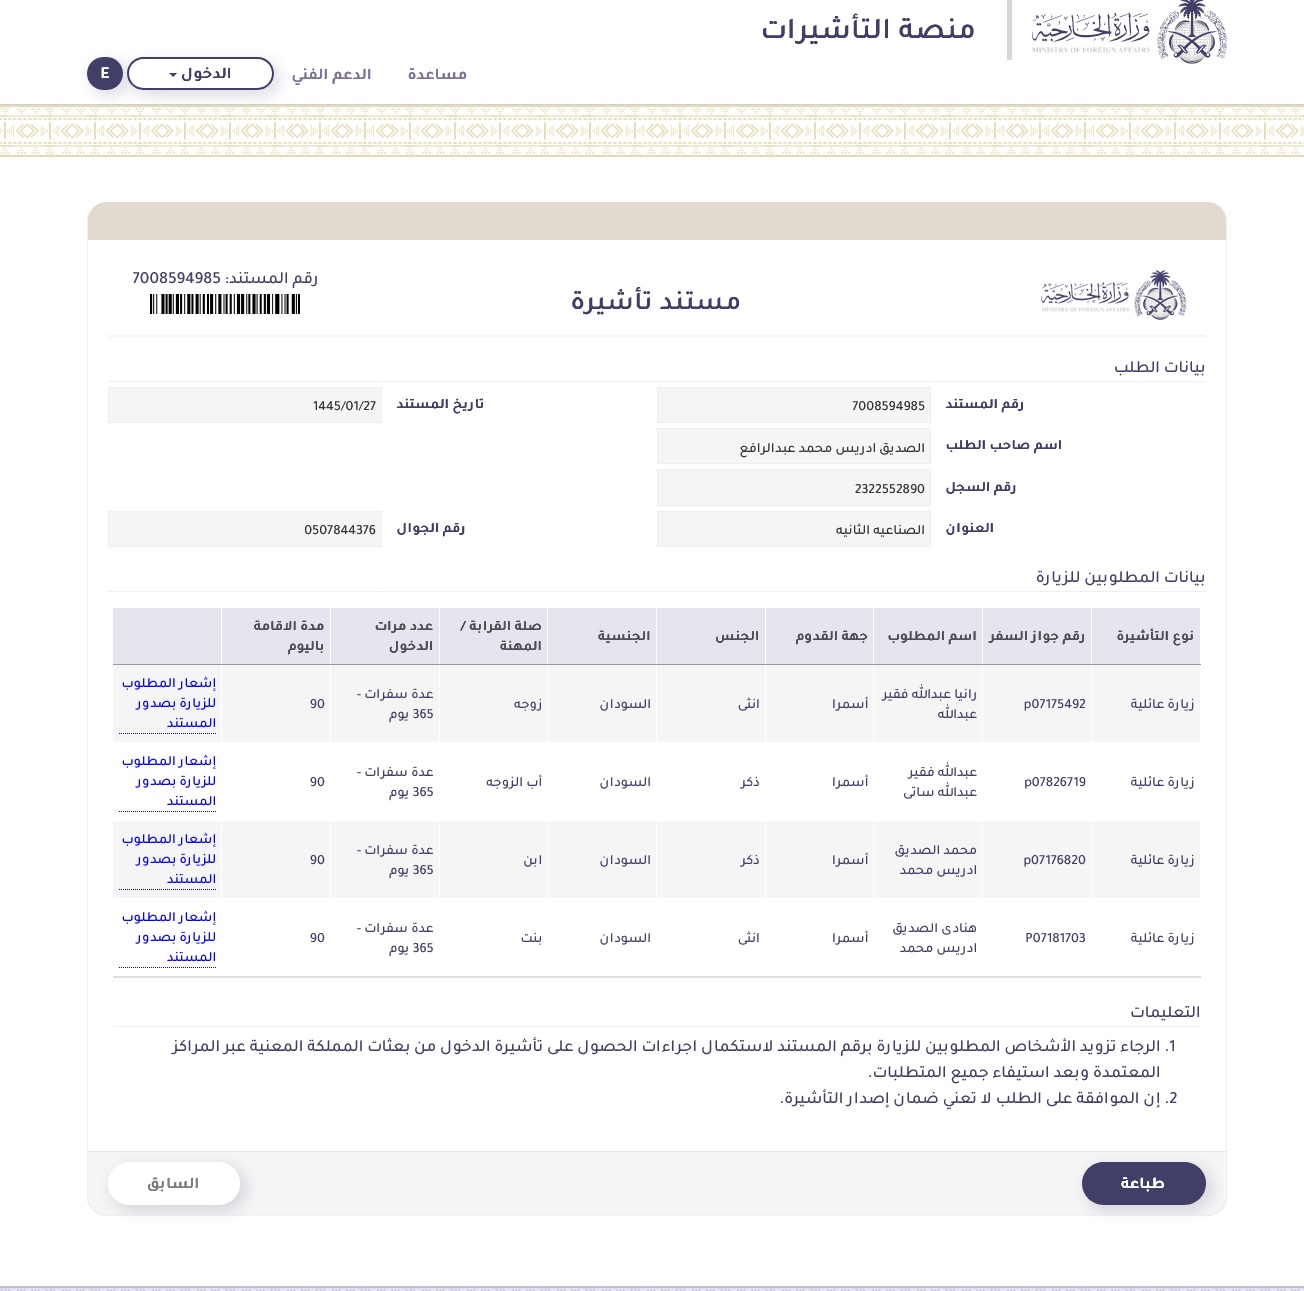 وزارة الخارجية
MINISTRY OF FOREIGN AFFAIRS
منصة التأشيرات
مساعدة
الدعم الفني
الدخول
E
وزارة الخارجية
MINISTRY OF FOREIGN AFFAIRS
مستند تأشيرة
رقم المستند: 7008594985
بيانات الطلب
رقم المستند 7008594985 تاريخ المستند 1445/01/27
اسم صاحب الطلب الصديق ادريس محمد عبدالرافع
رقم السجل 2322552890
العنوان الصناعيه الثانيه رقم الجوال 0507844376
بيانات المطلوبين للزيارة
نوع التأشيرة رقم جواز السفر اسم المطلوب جهة القدوم الجنس الجنسية صلة القرابة / المهنة عدد مرات الدخول مدة الاقامة باليوم
زيارة عائلية p07175492 رانيا عبدالله فقير عبدالله أسمرا انثى السودان زوجه عدة سفرات - 365 يوم 90 إشعار المطلوب للزيارة بصدور المستند
زيارة عائلية p07826719 عبدالله فقير عبدالله ساتى أسمرا ذكر السودان أب الزوجه عدة سفرات - 365 يوم 90 إشعار المطلوب للزيارة بصدور المستند
زيارة عائلية p07176820 محمد الصديق ادريس محمد أسمرا ذكر السودان ابن عدة سفرات - 365 يوم 90 إشعار المطلوب للزيارة بصدور المستند
زيارة عائلية P07181703 هنادى الصديق ادريس محمد أسمرا انثى السودان بنت عدة سفرات - 365 يوم 90 إشعار المطلوب للزيارة بصدور المستند
التعليمات
1. الرجاء تزويد الأشخاص المطلوبين للزيارة برقم المستند لاستكمال اجراءات الحصول على تأشيرة الدخول من بعثات المملكة المعنية عبر المراكز
المعتمدة وبعد استيفاء جميع المتطلبات.
2. إن الموافقة على الطلب لا تعني ضمان إصدار التأشيرة.
طباعة
السابق